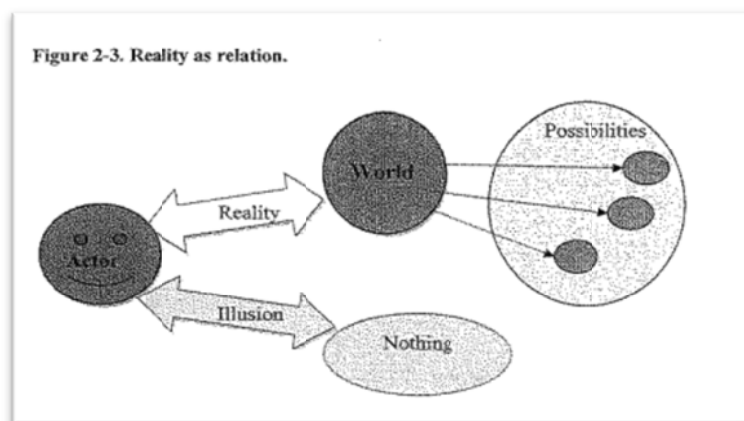 Figure 2-3. Reality as relation.
Possibilities
World
Reality
Actor
Illusion
Nothing